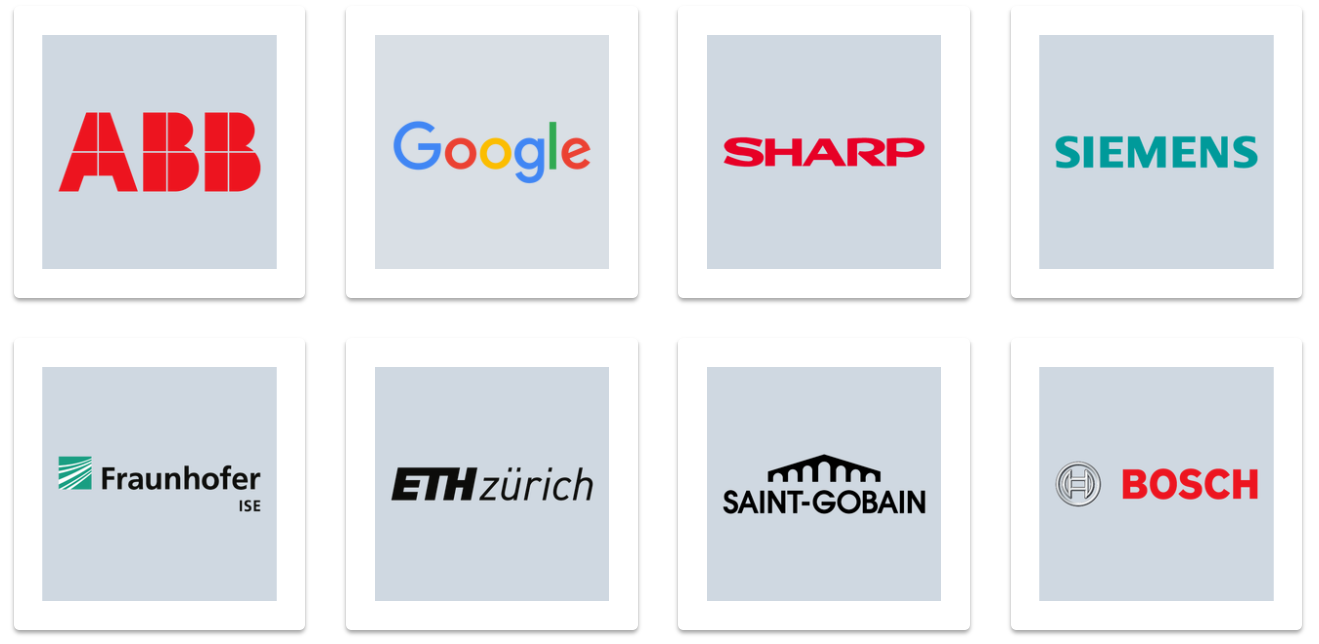 ABB
Google
SHARP
SIEMENS
Fraunhofer
ISE
ETH zürich
SAINT-GOBAIN
BOSCH